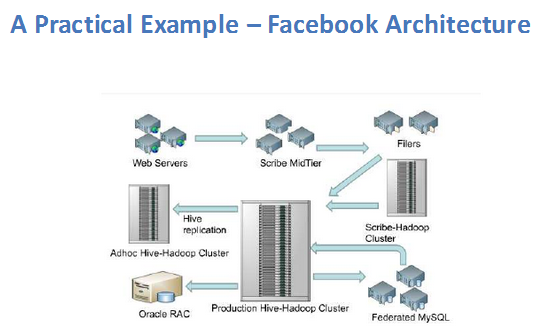 A Practical Example – Facebook Architecture
Web Servers
Scribe MidTier
Filers
Hive
replication
Scribe-Hadoop
Cluster
Adhoc Hive-Hadoop Cluster
Oracle RAC
Production Hive-Hadoop Cluster
Federated MySQL